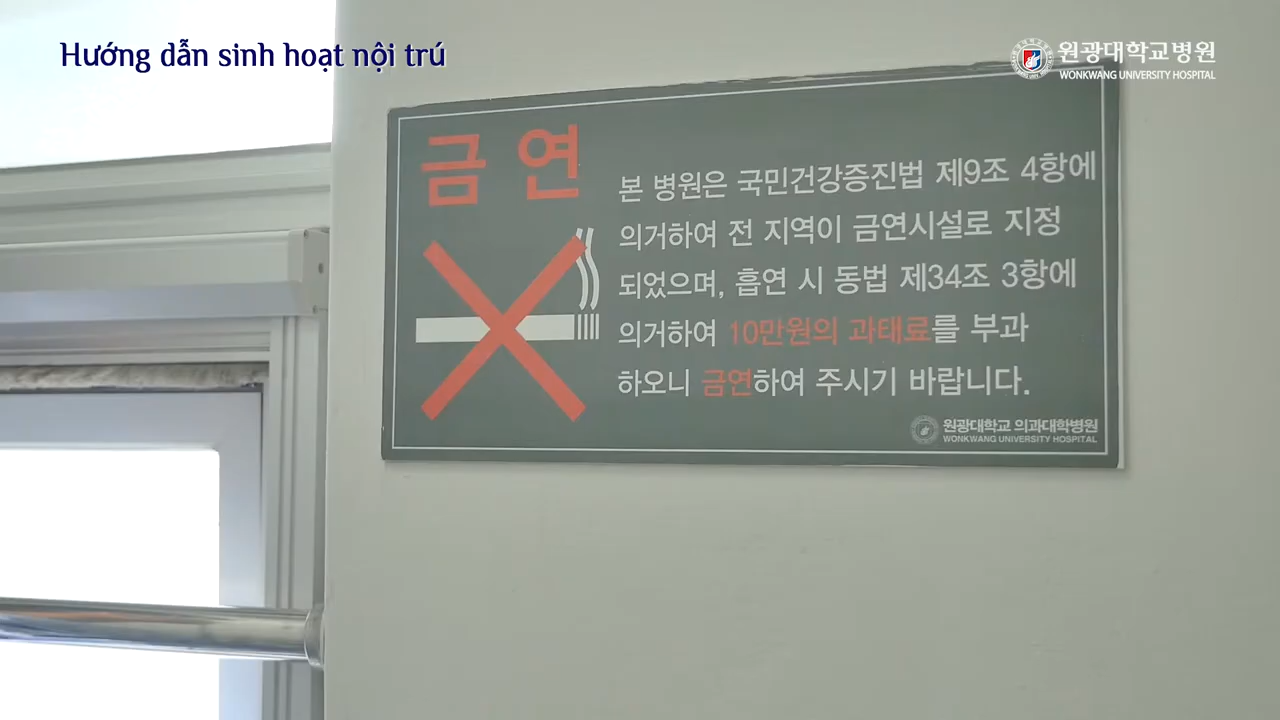 Hướng dẫn sinh hoạt nội trú
원광대학교병원
WONKWANG UNIVERSITY HOSPITAL
금연
본 병원은 국민건강증진법 제9조 4항에
의거하여 전 지역이 금연시설로 지정
되었으며, 흡연 시 동법 제34조 3항에
의거하여 10만원의 과태료를 부과
하오니 금연하여 주시기 바랍니다.
원광대학교 의과대학병원
WONKWANG UNIVERSITY HOSPITAL